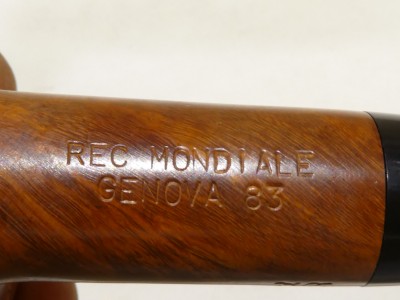 REC MONDIALE
GENOVA 83